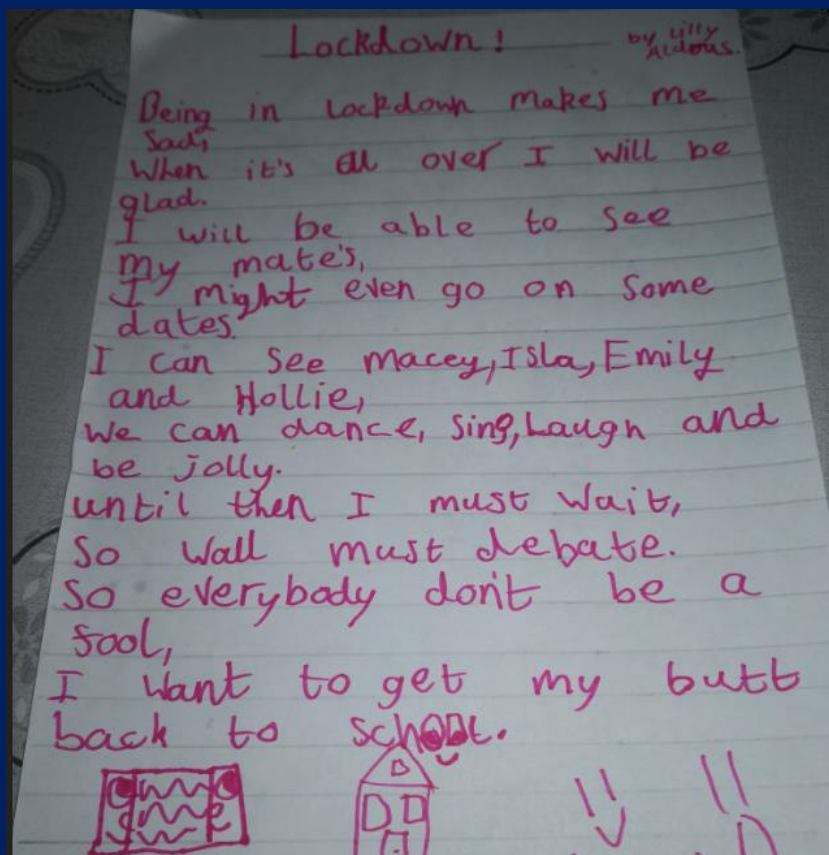 Lockdown!
by Lilly
Aldous.
Being in Lockdown makes me
sad,
When it's all over I will be
glad.
I will be able to see
my mate's,
I might even go on some
dates.
I can see Macey, Isla, Emily
and Hollie,
We can dance, sing, Laugh and
be jolly.
until then I must wait,
So Wall must debate.
So everybody don't be a
fool,
I want to get my butt
back to school.